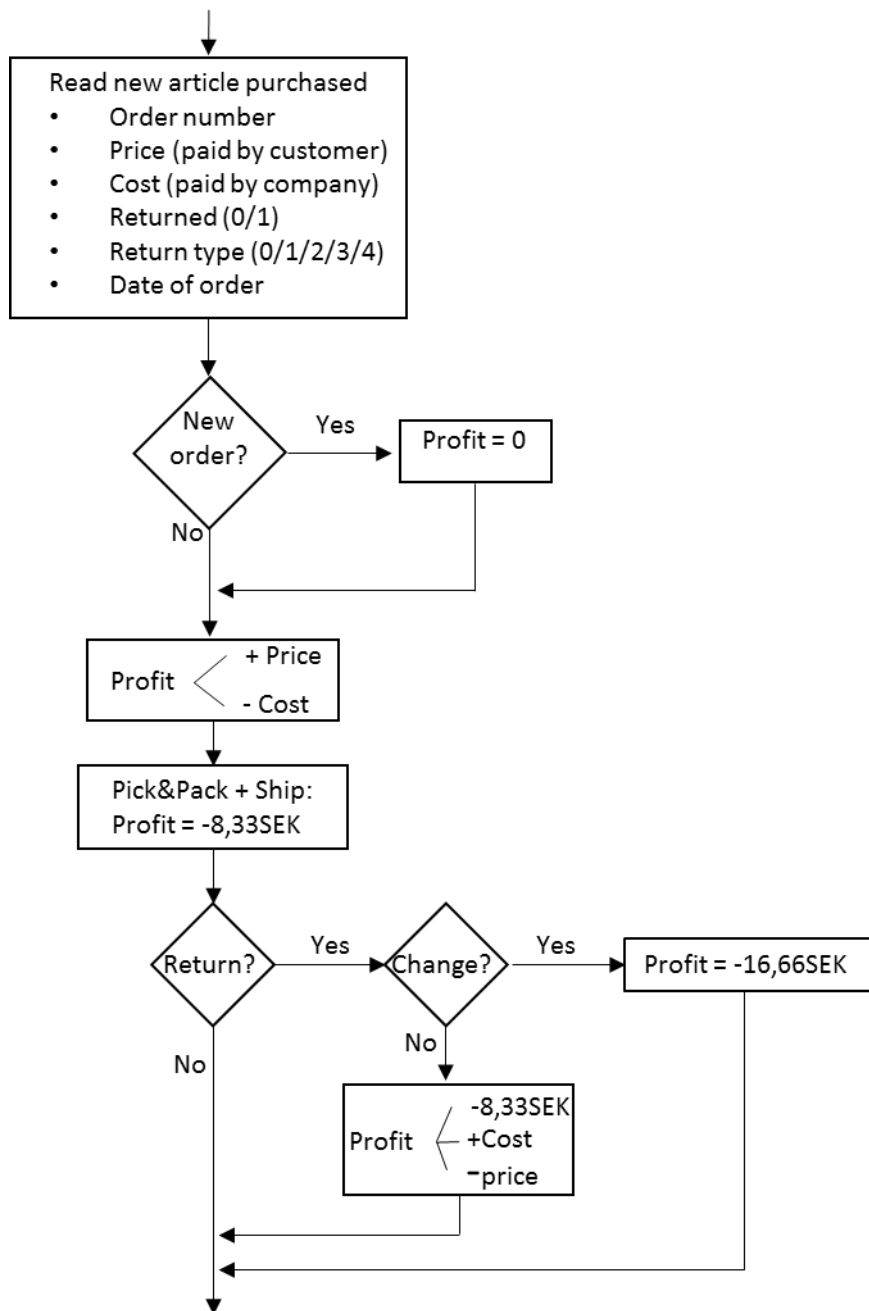 Read new article purchased
• Order number
• Price (paid by customer)
• Cost (paid by company)
• Returned (0/1)
• Return type (0/1/2/3/4)
• Date of order
New
order?
Yes
Profit = 0
No
Profit
+ Price
- Cost
Pick&Pack + Ship:
Profit = -8,33SEK
Return?
Yes
Change?
Yes
Profit = -16,66SEK
No
No
Profit
-8,33SEK
+Cost
-price